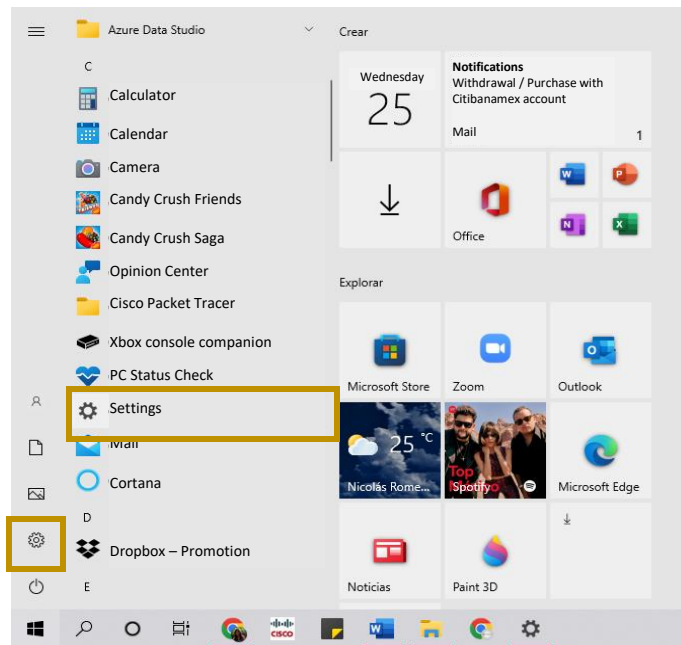 Azure Data Studio
C
Calculator
Calendar
Camera
Candy Crush Friends
Candy Crush Saga
Opinion Center
Cisco Packet Tracer
Xbox console companion
PC Status Check
Settings
Mail
Cortana
D
Dropbox – Promotion
E
Crear
Wednesday
25
Notifications
Withdrawal / Purchase with
Citibanamex account
Mail
1
Office
W
P
N
X
Explorar
Microsoft Store
Zoom
Outlook
25 °C
Nicolás Rome...
Top
Spotify
Microsoft Edge
Noticias
Paint 3D
CISCO
W